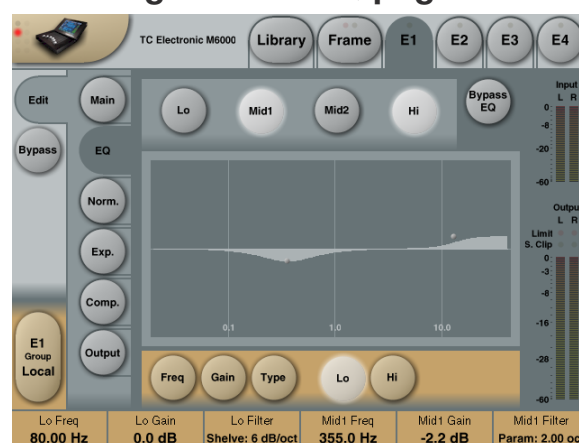 TC Electronic M6000
Library
Frame
E1
E2
E3
E4
Edit
Main
Lo
Mid1
Mid2
Hi
Bypass
EQ
Input
L R
0
-8
-20
-60
Bypass
EQ
Norm.
Exp.
Comp.
Output
Output
L R
Limit
S. Clip
0
-3
-8
-16
-28
-60
0,1
1.0
10.0
E1
Group
Local
Freq
Gain
Type
Lo
Hi
Lo Freq
80.00 Hz
Lo Gain
0.0 dB
Lo Filter
Shelve: 6 dB/oct
Mid1 Freq
355.0 Hz
Mid1 Gain
-2.2 dB
Mid1 Filter
Param: 2.00 oc